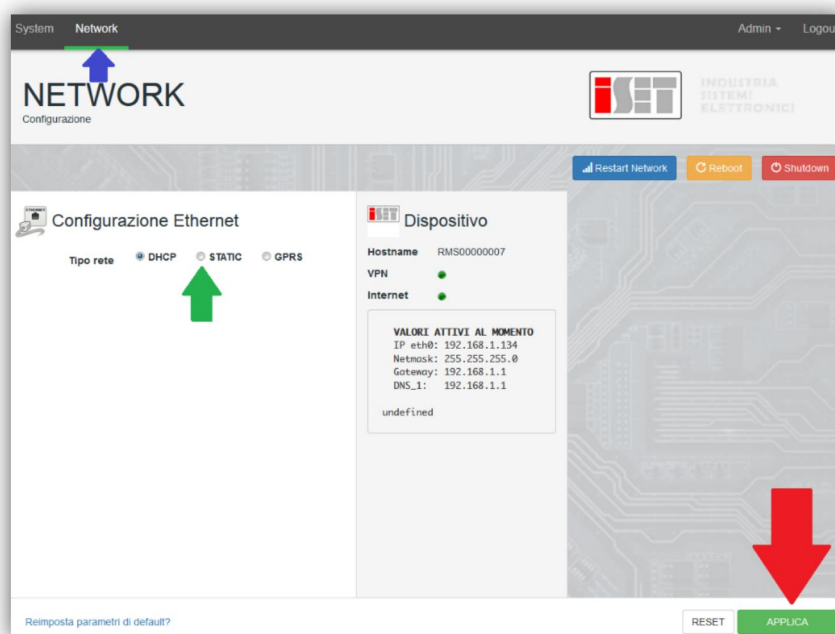 System Network Admin Logou
NETWORK
Configurazione
iSET
INDUSTRIA
SISTEMI
ELETTRONICI
Restart Network Reboot Shutdown
Configurazione Ethernet
Tipo rete DHCP STATIC GPRS
iSET Dispositivo
Hostname RMS00000007
VPN
Internet
VALORI ATTIVI AL MOMENTO
IP eth0: 192.168.1.134
Netmask: 255.255.255.0
Gateway: 192.168.1.1
DNS_1: 192.168.1.1
undefined
Reimposta parametri di default?
RESET APPLICA